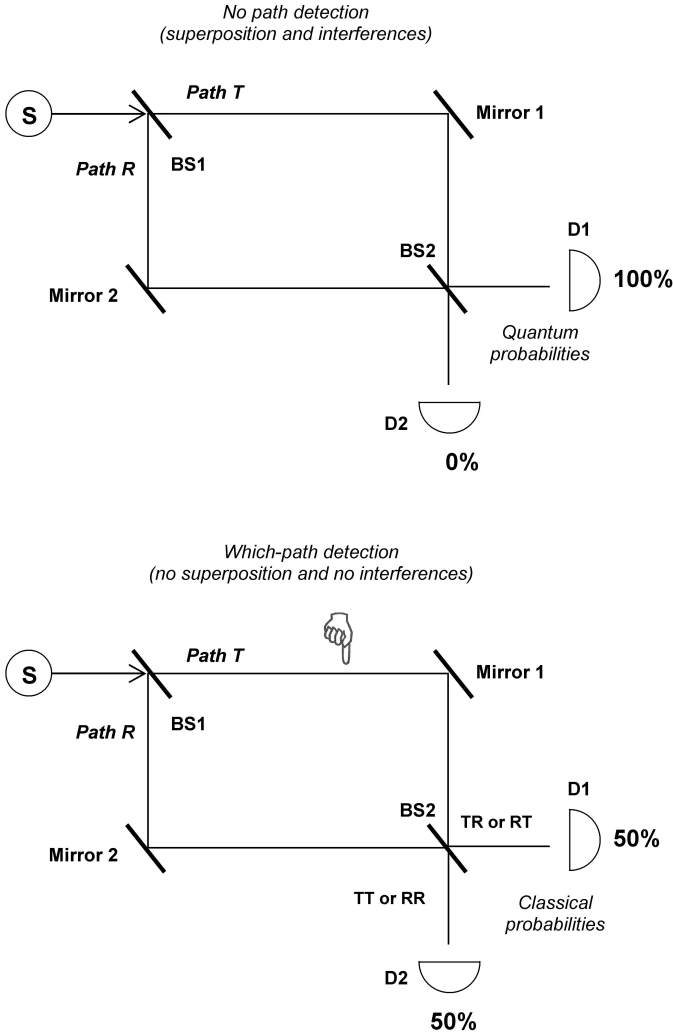 No path detection
(superposition and interferences)
Path T
S
Mirror 1
Path R
BS1
D1
BS2
100%
Mirror 2
Quantum
probabilities
D2
0%
Which-path detection
(no superposition and no interferences)
Path T
S
Mirror 1
Path R
BS1
D1
BS2
TR or RT
50%
Mirror 2
TT or RR
Classical
probabilities
D2
50%